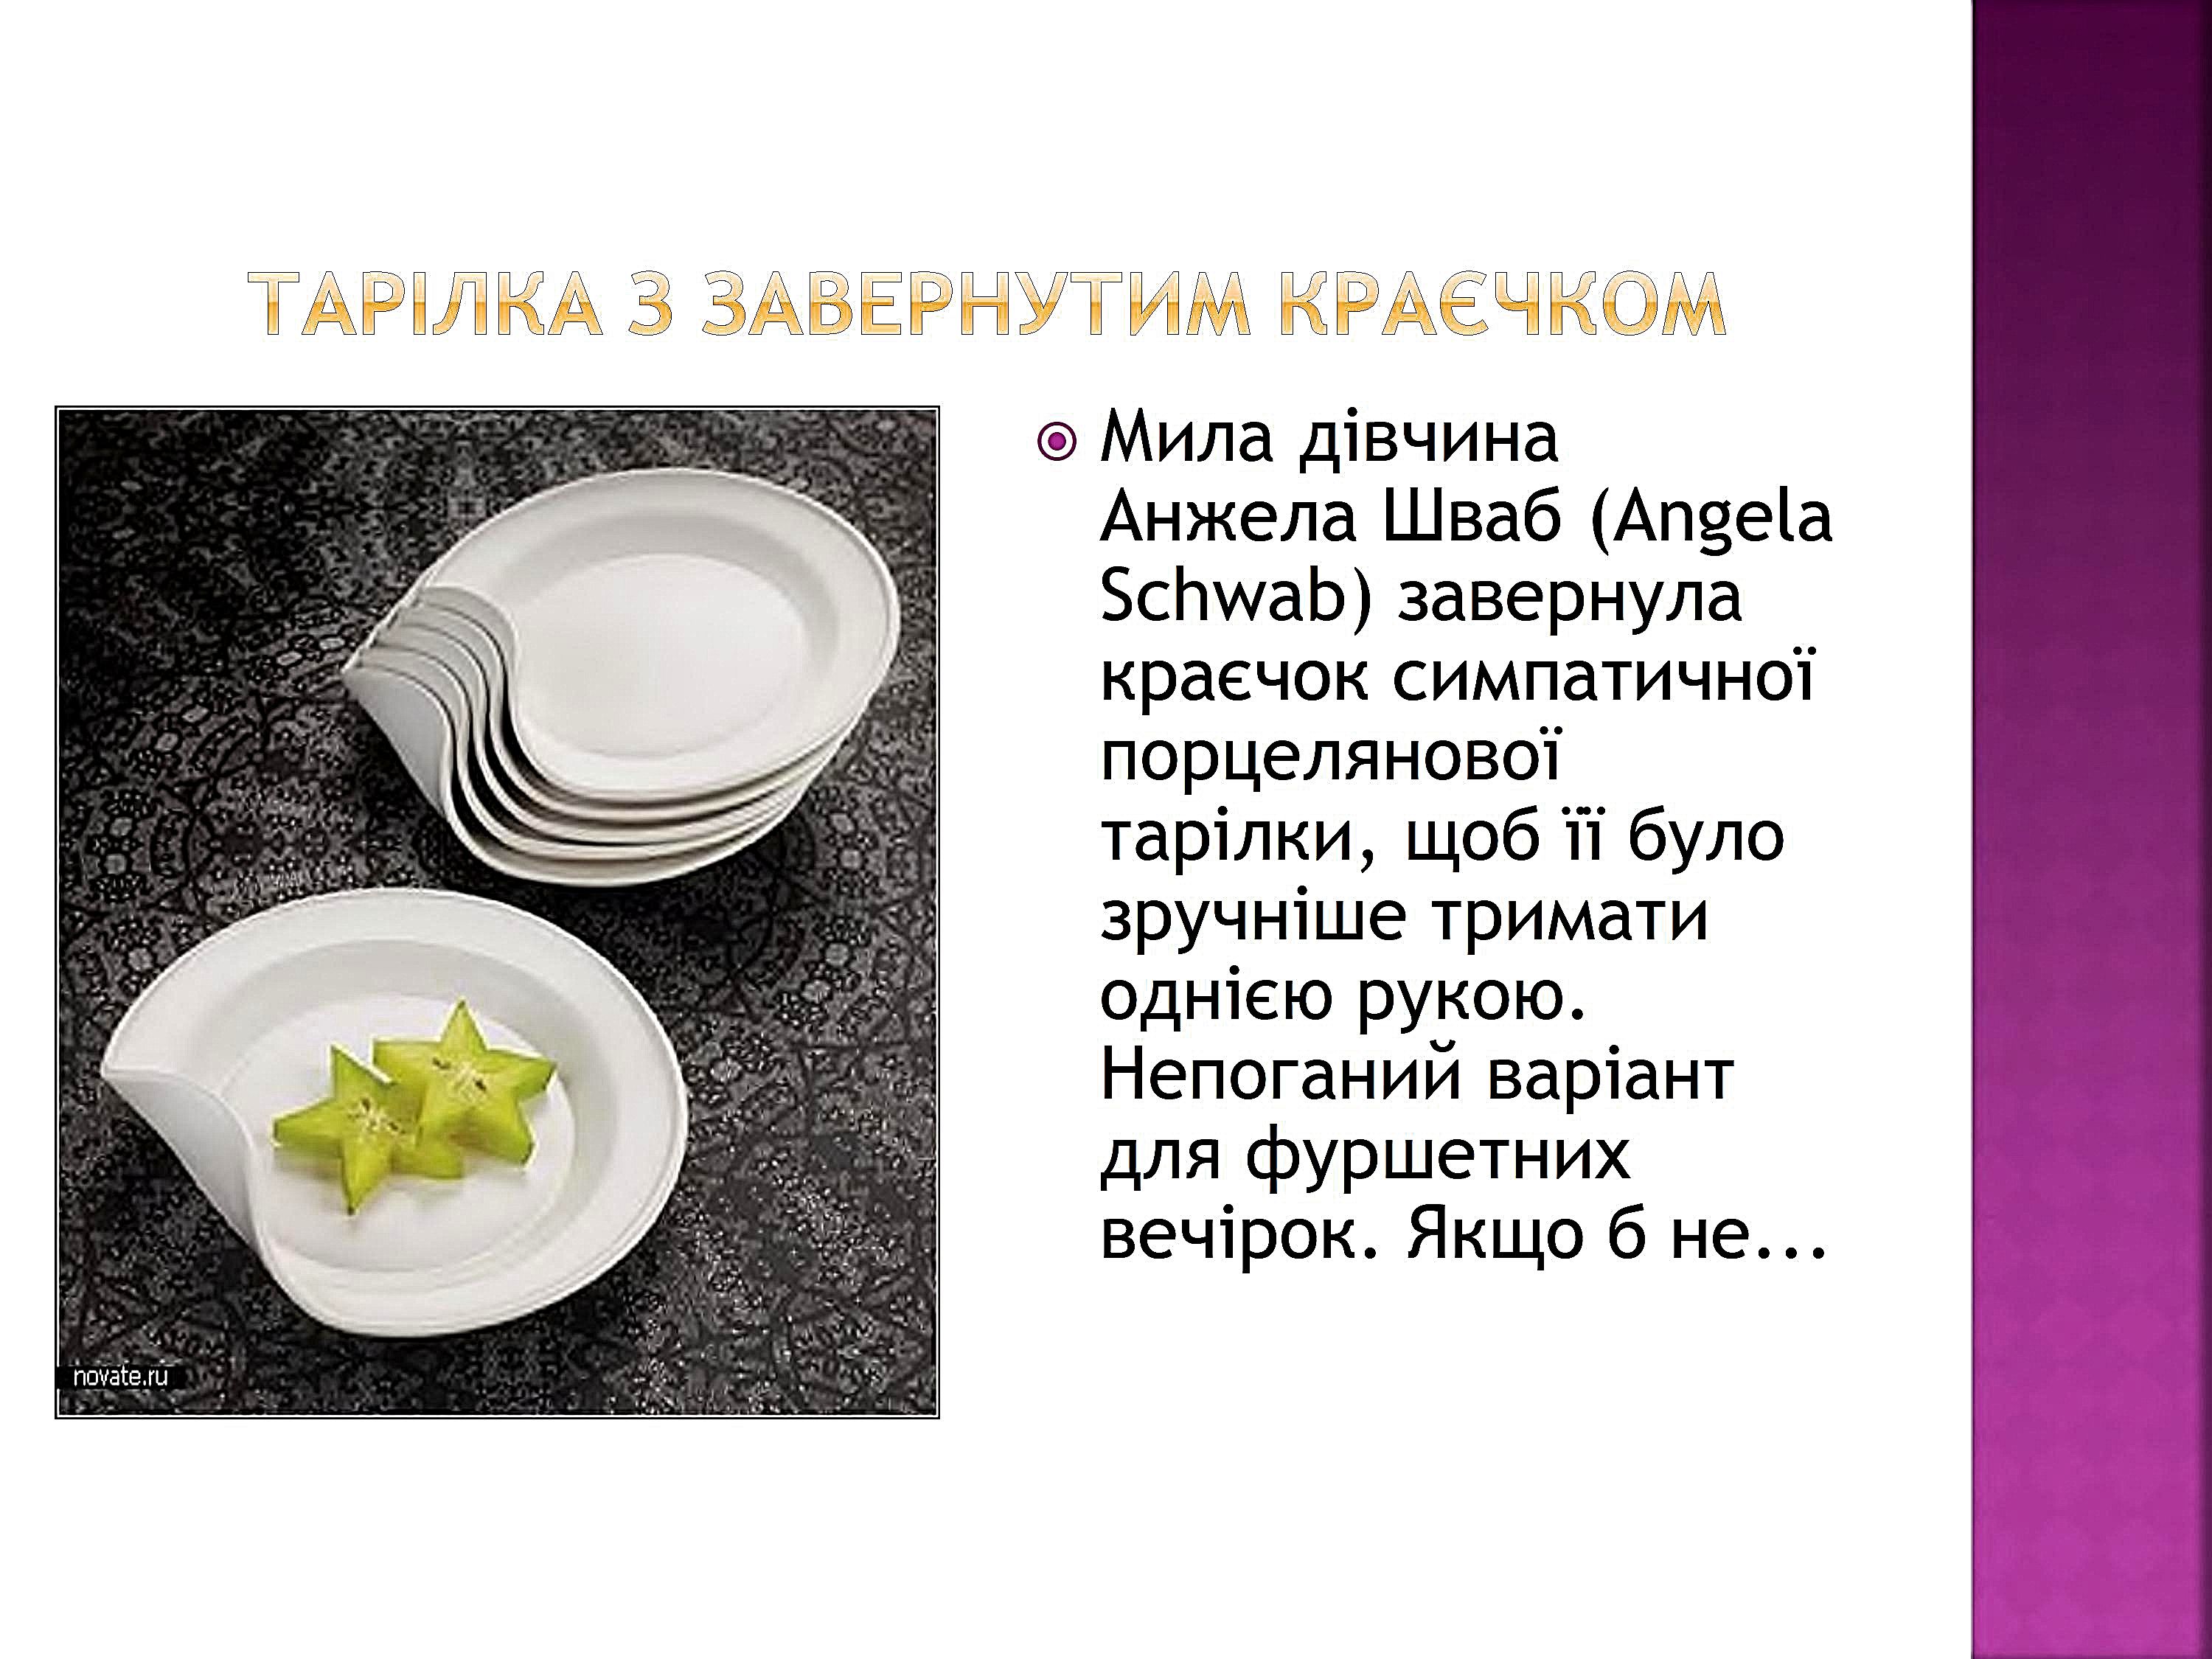 ТАРІЛКА З ЗАВЕРНУТИМ КРАЄЧКОМ
Мила дівчина
Анжела Шваб (Angela
Schwab) завернула
краєчок симпатичної
порцелянової
тарілки, щоб її було
зручніше тримати
однією рукою.
Непоганий варіант
для фуршетних
вечірок. Якщо б не...
novate.ru